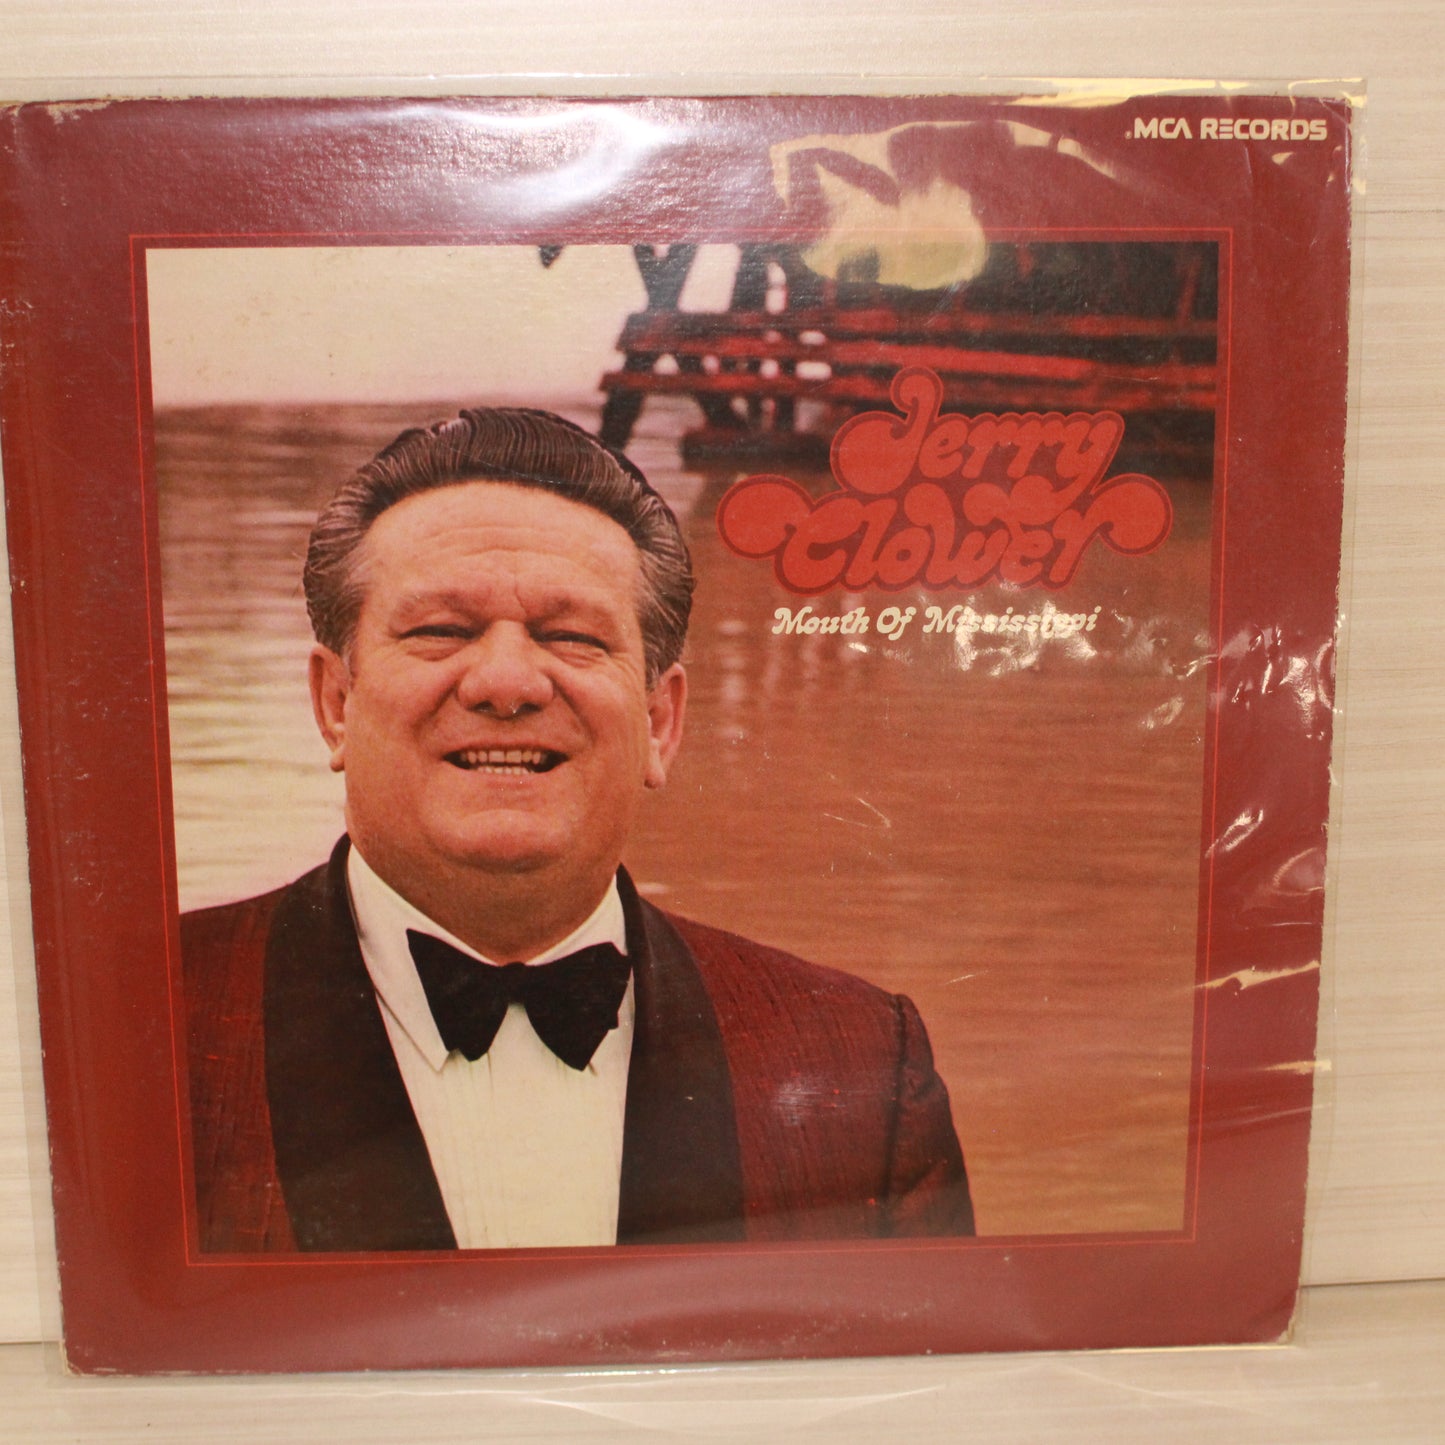 MCA RECORDS
Jerry
Clower
Mouth Of Mississippi